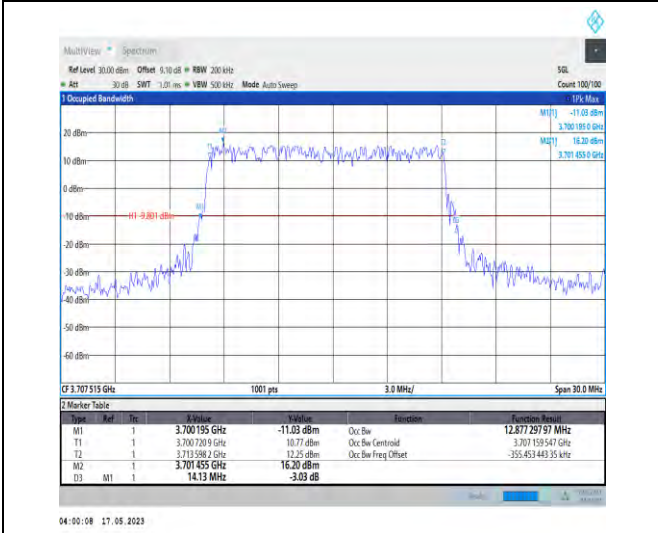 MultiView Spectrum
Ref Level 30.00 dBm Offset 9.10 dB RBW 200 kHz SGL
Att 30 dB SWT 1.01 ms VBW 500 kHz Mode Auto Sweep Count 100/100
1 Occupied Bandwidth 1Pk Max
M1[1] -11.03 dBm
3.700 195 0 GHz
M2[1] 16.20 dBm
3.701 455 0 GHz
20 dBm
10 dBm
0 dBm
-10 dBm
H1 -9.801 dBm
-20 dBm
-30 dBm
-40 dBm
-50 dBm
-60 dBm
CF 3.707 515 GHz 1001 pts 3.0 MHz/ Span 30.0 MHz
2 Marker Table
Type Ref Trc X-Value Y-Value Function Function Result
M1 1 3.700195 GHz -11.03 dBm Occ Bw 12.877 297 97 MHz
T1 1 3.700 720 9 GHz 10.77 dBm Occ Bw Centroid 3.707 159 547 GHz
T2 1 3.713 598 2 GHz 12.25 dBm Occ Bw Freq Offset -355.453 443 35 kHz
M2 1 3.701455 GHz 16.20 dBm
D3 M1 1 14.13 MHz -3.03 dB
04:00:08 17.05.2023